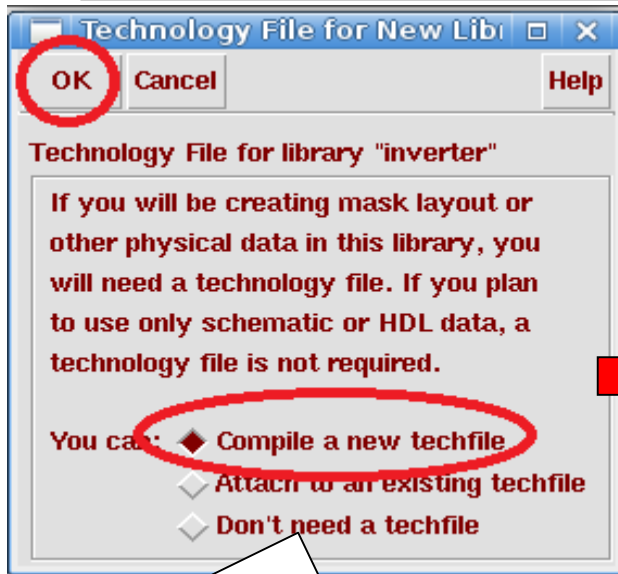 Technology File for New Libr
OK Cancel Help
Technology File for library "inverter"
If you will be creating mask layout or
other physical data in this library, you
will need a technology file. If you plan
to use only schematic or HDL data, a
technology file is not required.
You can: Compile a new techfile
Attach to an existing techfile
Don't need a techfile